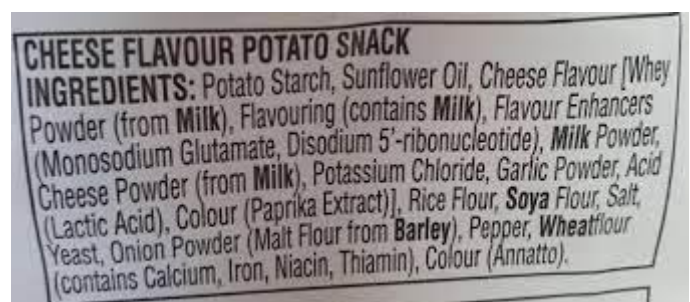 CHEESE FLAVOUR POTATO SNACK
INGREDIENTS: Potato Starch, Sunflower Oil, Cheese Flavour [Whey
Powder (from Milk), Flavouring (contains Milk), Flavour Enhancers
(Monosodium Glutamate, Disodium 5'-ribonucleotide), Milk Powder,
Cheese Powder (from Milk), Potassium Chloride, Garlic Powder, Acid
(Lactic Acid), Colour (Paprika Extract)], Rice Flour, Soya Flour, Salt,
Yeast, Onion Powder (Malt Flour from Barley), Pepper, Wheatflour
(contains Calcium, Iron, Niacin, Thiamin), Colour (Annatto).